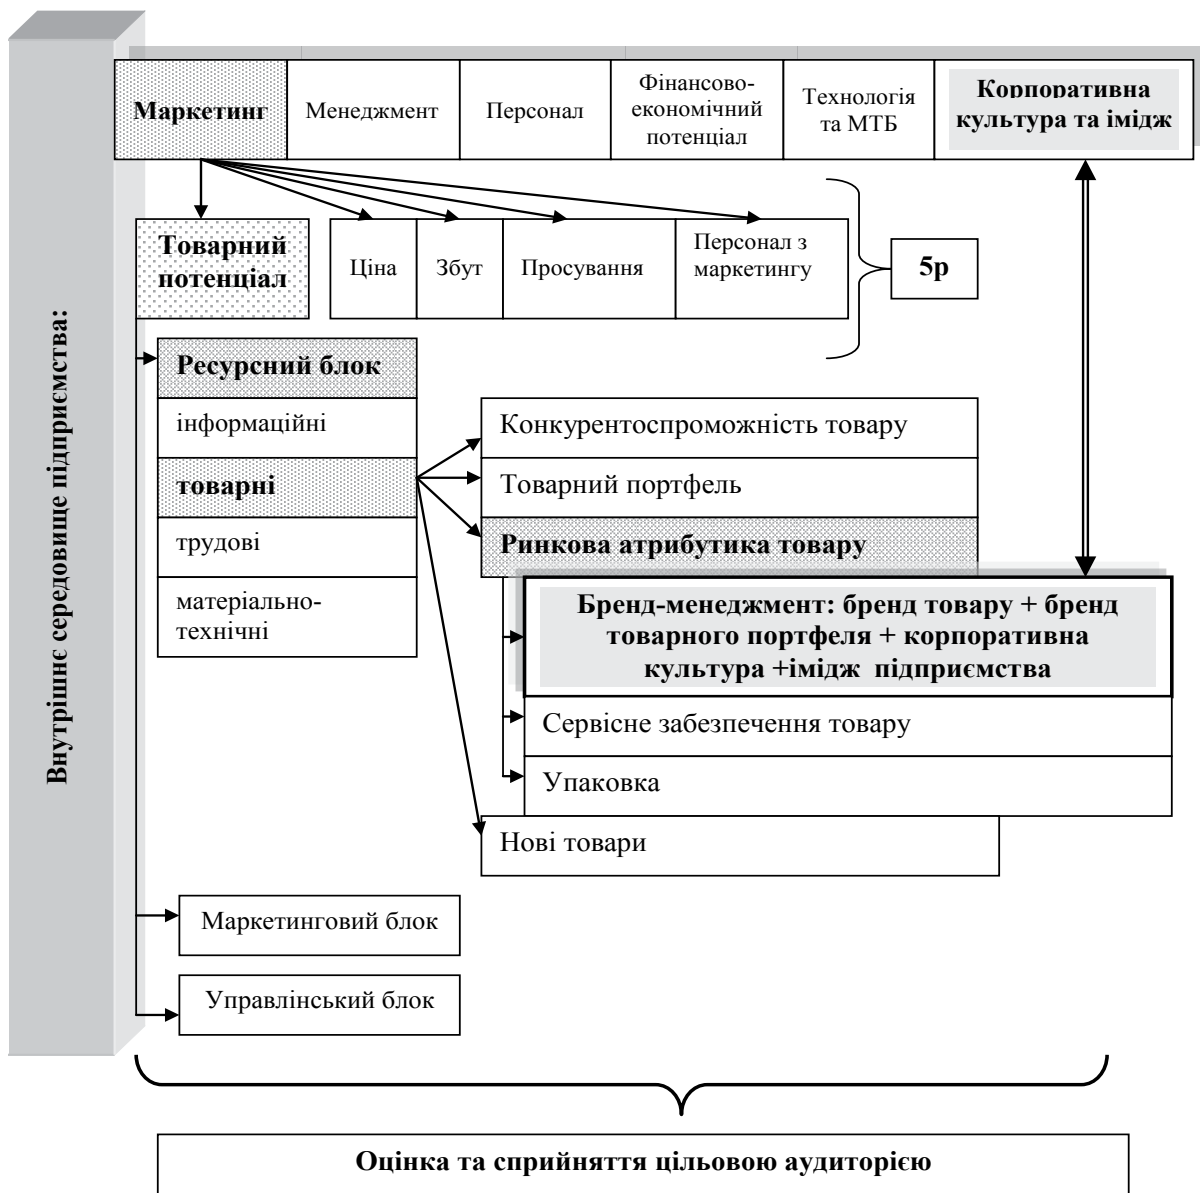 Внутрішнє середовище підприємства:
Маркетинг
Менеджмент
Персонал
Фінансово-
економічний
потенціал
Технологія
та МТБ
Корпоративна
культура та імідж
Товарний
потенціал
Ціна
Збут
Просування
Персонал з
маркетингу
5р
Ресурсний блок
інформаційні
товарні
трудові
матеріально-
технічні
Конкурентоспроможність товару
Товарний портфель
Ринкова атрибутика товару
Бренд-менеджмент: бренд товару + бренд
товарного портфеля + корпоративна
культура +імідж підприємства
Сервісне забезпечення товару
Упаковка
Нові товари
Маркетинговий блок
Управлінський блок
Оцінка та сприйняття цільовою аудиторією